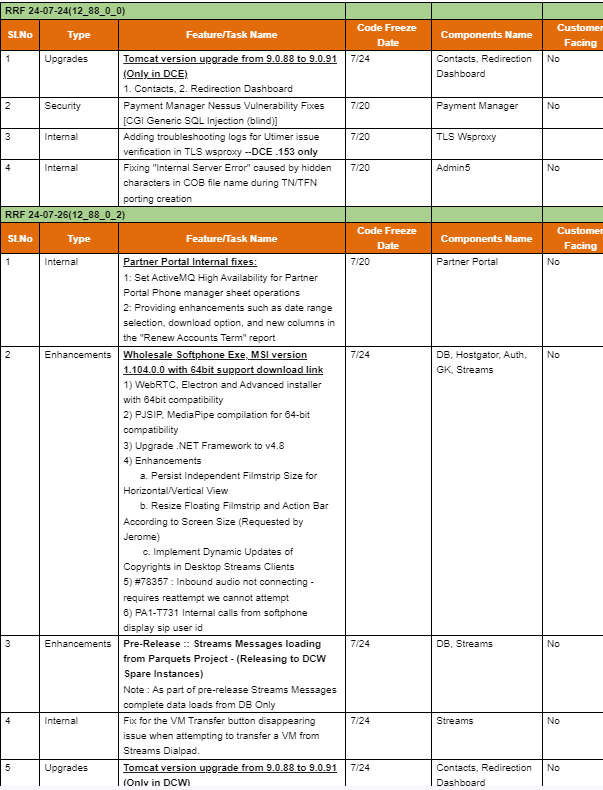 RRF 24-07-24(12_88_0_0)
Sl.No Type Feature/Task Name Code Freeze Date Components Name Customer Facing
1 Upgrades Tomcat version upgrade from 9.0.88 to 9.0.91 7/24 Contacts, Redirection No
(Only in DCE) Dashboard
1. Contacts, 2. Redirection Dashboard
2 Security Payment Manager Nessus Vulnerability Fixes 7/20 Payment Manager No
[CGI Generic SQL Injection (blind)]
3 Internal Adding troubleshooting logs for Utimer issue 7/20 TLS Wsproxy
verification in TLS wsproxy --DCE .153 only
4 Internal Fixing "Internal Server Error" caused by hidden 7/20 Admin5 No
characters in COB file name during TN/TFN
porting creation
RRF 24-07-26(12_88_0_2)
Sl.No Type Feature/Task Name Code Freeze Date Components Name Customer Facing
1 Internal Partner Portal Internal fixes: 7/20 Partner Portal No
1: Set ActiveMQ High Availability for Partner
Portal Phone manager sheet operations
2: Providing enhancements such as date range
selection, download option, and new columns in
the "Renew Accounts Term" report
2 Enhancements Wholesale Softphone Exe, MSI version 7/24 DB, Hostgator, Auth, No
1.104.0.0 with 64bit support download link GK, Streams
1) WebRTC, Electron and Advanced installer
with 64bit compatibility
2) PJSIP, MediaPipe compilation for 64-bit
compatibility
3) Upgrade .NET Framework to v4.8
4) Enhancements
a. Persist Independent Filmstrip Size for
Horizontal/Vertical View
b. Resize Floating Filmstrip and Action Bar
According to Screen Size (Requested by
Jerome)
c. Implement Dynamic Updates of
Copyrights in Desktop Streams Clients
5) #78357 : Inbound audio not connecting -
requires reattempt we cannot attempt
6) PA1-T731 Internal calls from softphone
display sip user id
3 Enhancements Pre-Release :: Streams Messages loading 7/24 DB, Streams No
from Parquets Project - (Releasing to DCW
Spare Instances)
Note : As part of pre-release Streams Messages
complete data loads from DB Only
4 Internal Fix for the VM Transfer button disappearing 7/24 Streams No
issue when attempting to transfer a VM from
Streams Dialpad.
5 Upgrades Tomcat version upgrade from 9.0.88 to 9.0.91 7/24 Contacts, Redirection No
(Only in DCW) Dashboard